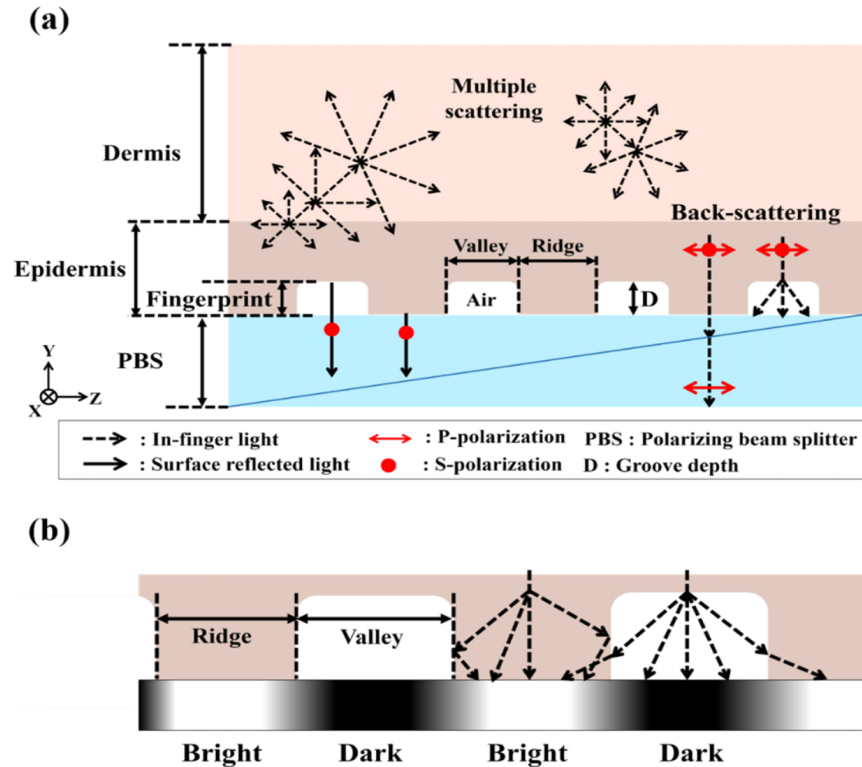 (a)
Multiple
scattering
Dermis
Back-scattering
Valley Ridge
Epidermis
Fingerprint
Air
D
PBS
Y
X
Z
: In-finger light
: P-polarization
PBS : Polarizing beam splitter
: Surface reflected light
: S-polarization
D : Groove depth
(b)
Ridge
Valley
Bright
Dark
Bright
Dark